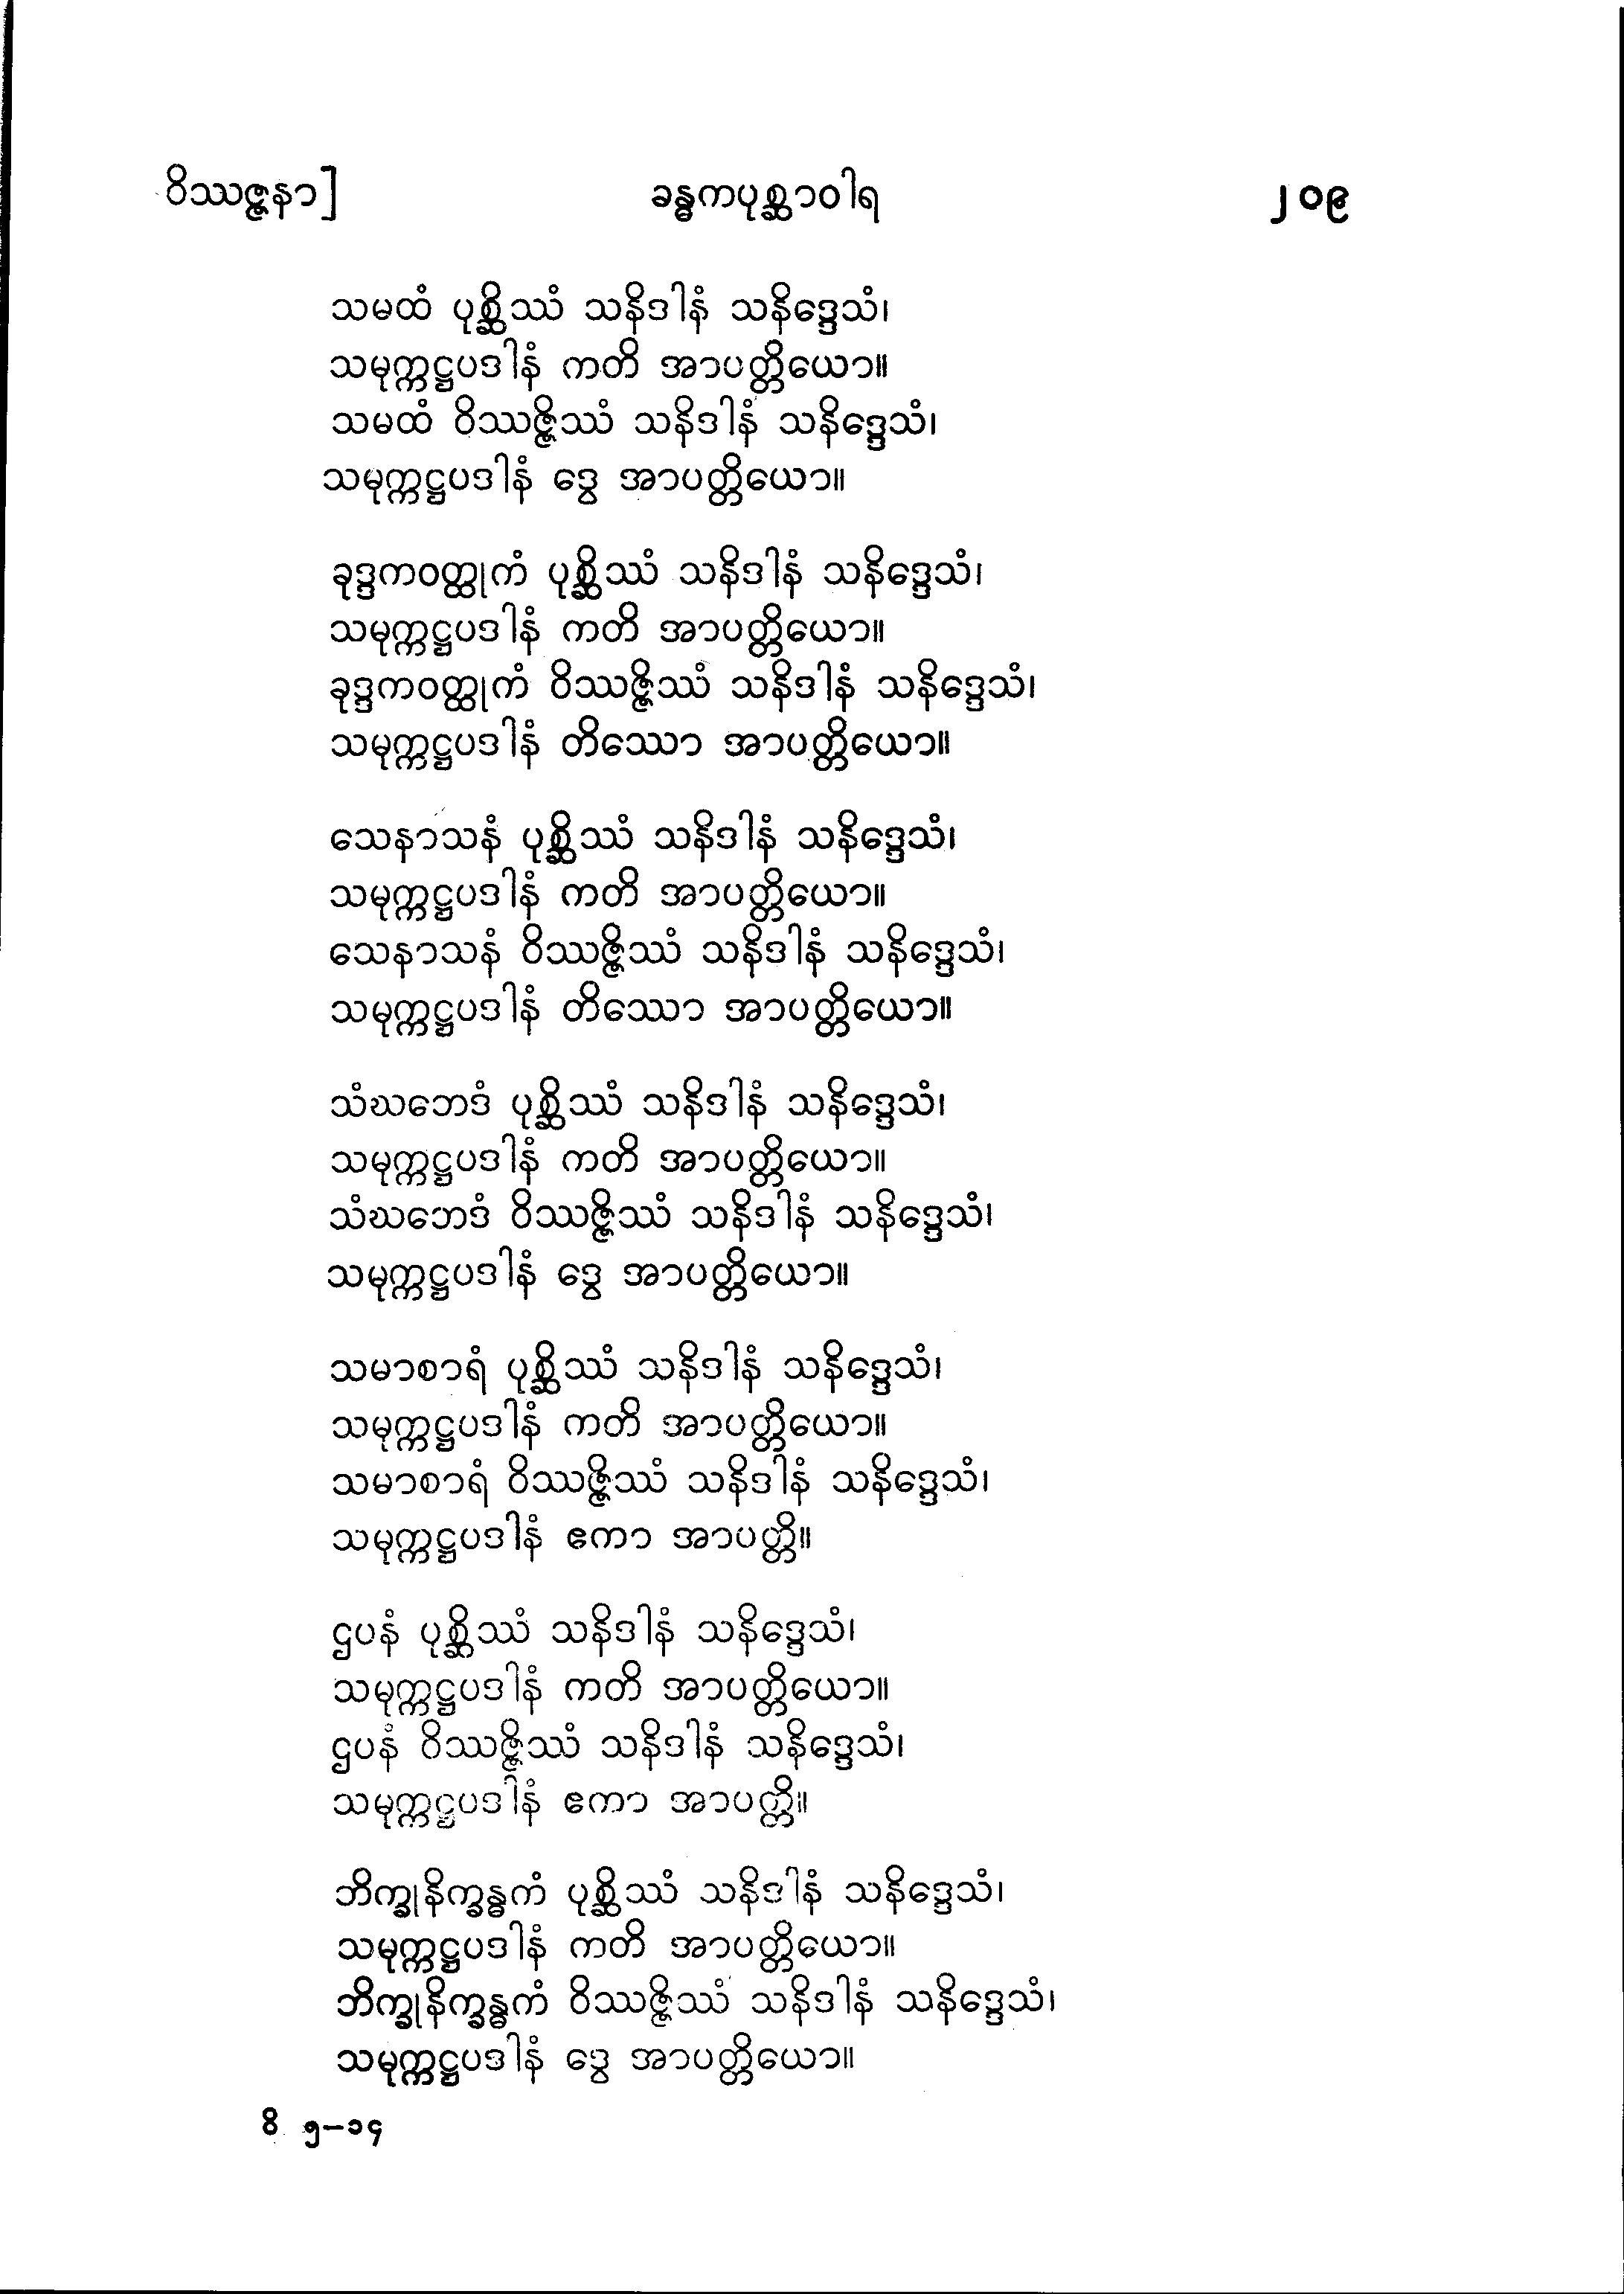 ဝိဿဇ္ဇနာ] ခန္ဓကပုစ္ဆာဝါရ ၂၀၉
သမထံ ပုစ္ဆိဿံ သနိဒါနံ သနိဒ္ဒေသံ၊
သမုက္ကဋ္ဌပဒါနံ ကတိ အာပတ္တိယော။
သမထံ ဝိဿဇ္ဇိဿံ သနိဒါနံ သနိဒ္ဒေသံ၊
သမုက္ကဋ္ဌပဒါနံ ဒွေ အာပတ္တိယော။
ခုဒ္ဒကဝတ္ထုကံ ပုစ္ဆိဿံ သနိဒါနံ သနိဒ္ဒေသံ၊
သမုက္ကဋ္ဌပဒါနံ ကတိ အာပတ္တိယော။
ခုဒ္ဒကဝတ္ထုကံ ဝိဿဇ္ဇိဿံ သနိဒါနံ သနိဒ္ဒေသံ၊
သမုက္ကဋ္ဌပဒါနံ တိဿော အာပတ္တိယော။
သေနာသနံ ပုစ္ဆိဿံ သနိဒါနံ သနိဒ္ဒေသံ၊
သမုက္ကဋ္ဌပဒါနံ ကတိ အာပတ္တိယော။
သေနာသနံ ဝိဿဇ္ဇိဿံ သနိဒါနံ သနိဒ္ဒေသံ၊
သမုက္ကဋ္ဌပဒါနံ တိဿော အာပတ္တိယော။
သံဃဘေဒံ ပုစ္ဆိဿံ သနိဒါနံ သနိဒ္ဒေသံ၊
သမုက္ကဋ္ဌပဒါနံ ကတိ အာပတ္တိယော။
သံဃဘေဒံ ဝိဿဇ္ဇိဿံ သနိဒါနံ သနိဒ္ဒေသံ၊
သမုက္ကဋ္ဌပဒါနံ ဒွေ အာပတ္တိယော။
သမာစာရံ ပုစ္ဆိဿံ သနိဒါနံ သနိဒ္ဒေသံ၊
သမုက္ကဋ္ဌပဒါနံ ကတိ အာပတ္တိယော။
သမာစာရံ ဝိဿဇ္ဇိဿံ သနိဒါနံ သနိဒ္ဒေသံ၊
သမုက္ကဋ္ဌပဒါနံ ဧကာ အာပတ္တိ။
ဌပနံ ပုစ္ဆိဿံ သနိဒါနံ သနိဒ္ဒေသံ၊
သမုက္ကဋ္ဌပဒါနံ ကတိ အာပတ္တိယော။
ဌပနံ ဝိဿဇ္ဇိဿံ သနိဒါနံ သနိဒ္ဒေသံ၊
သမုက္ကဋ္ဌပဒါနံ ဧကာ အာပတ္တိ။
ဘိက္ခုနိက္ခန္ဓကံ ပုစ္ဆိဿံ သနိဒါနံ သနိဒ္ဒေသံ၊
သမုက္ကဋ္ဌပဒါနံ ကတိ အာပတ္တိယော။
ဘိက္ခုနိက္ခန္ဓကံ ဝိဿဇ္ဇိဿံ သနိဒါနံ သနိဒ္ဒေသံ၊
သမုက္ကဋ္ဌပဒါနံ ဒွေ အာပတ္တိယော။
ဝိ ၅–၁၄